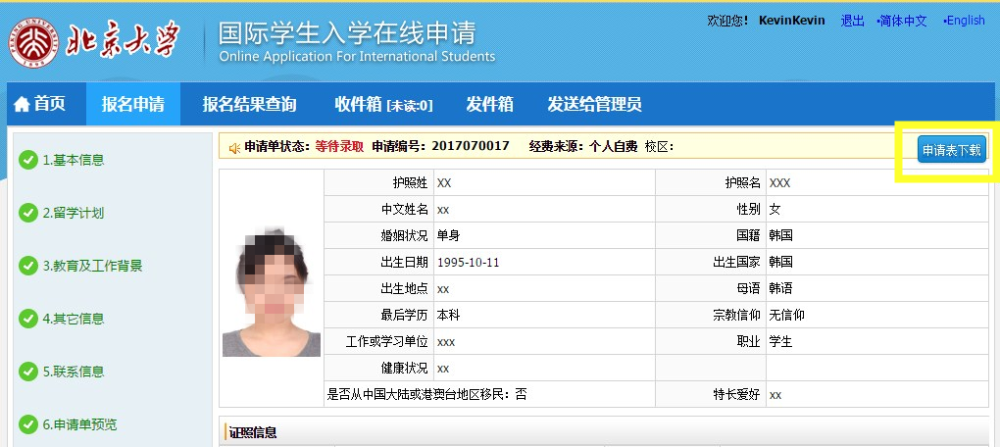 欢迎您！ KevinKevin 退出 •简体中文 •English
北京大学
PEKING UNIVERSITY
1898
国际学生入学在线申请
Online Application For International Students
首页 报名申请 报名结果查询 收件箱 [未读:0] 发件箱 发送给管理员
申请单状态：等待录取 申请编号：2017070017 经费来源：个人自费 校区：
申请表下载
1.基本信息
2.留学计划
3.教育及工作背景
4.其它信息
5.联系信息
6.申请单预览
护照姓 XX 护照名 XXX
中文姓名 xx 性别 女
婚姻状况 单身 国籍 韩国
出生日期 1995-10-11 出生国家 韩国
出生地点 xx 母语 韩语
最后学历 本科 宗教信仰 无信仰
工作或学习单位 xxx 职业 学生
健康状况 xx
是否从中国大陆或港澳台地区移民：否 特长爱好 xx
证照信息